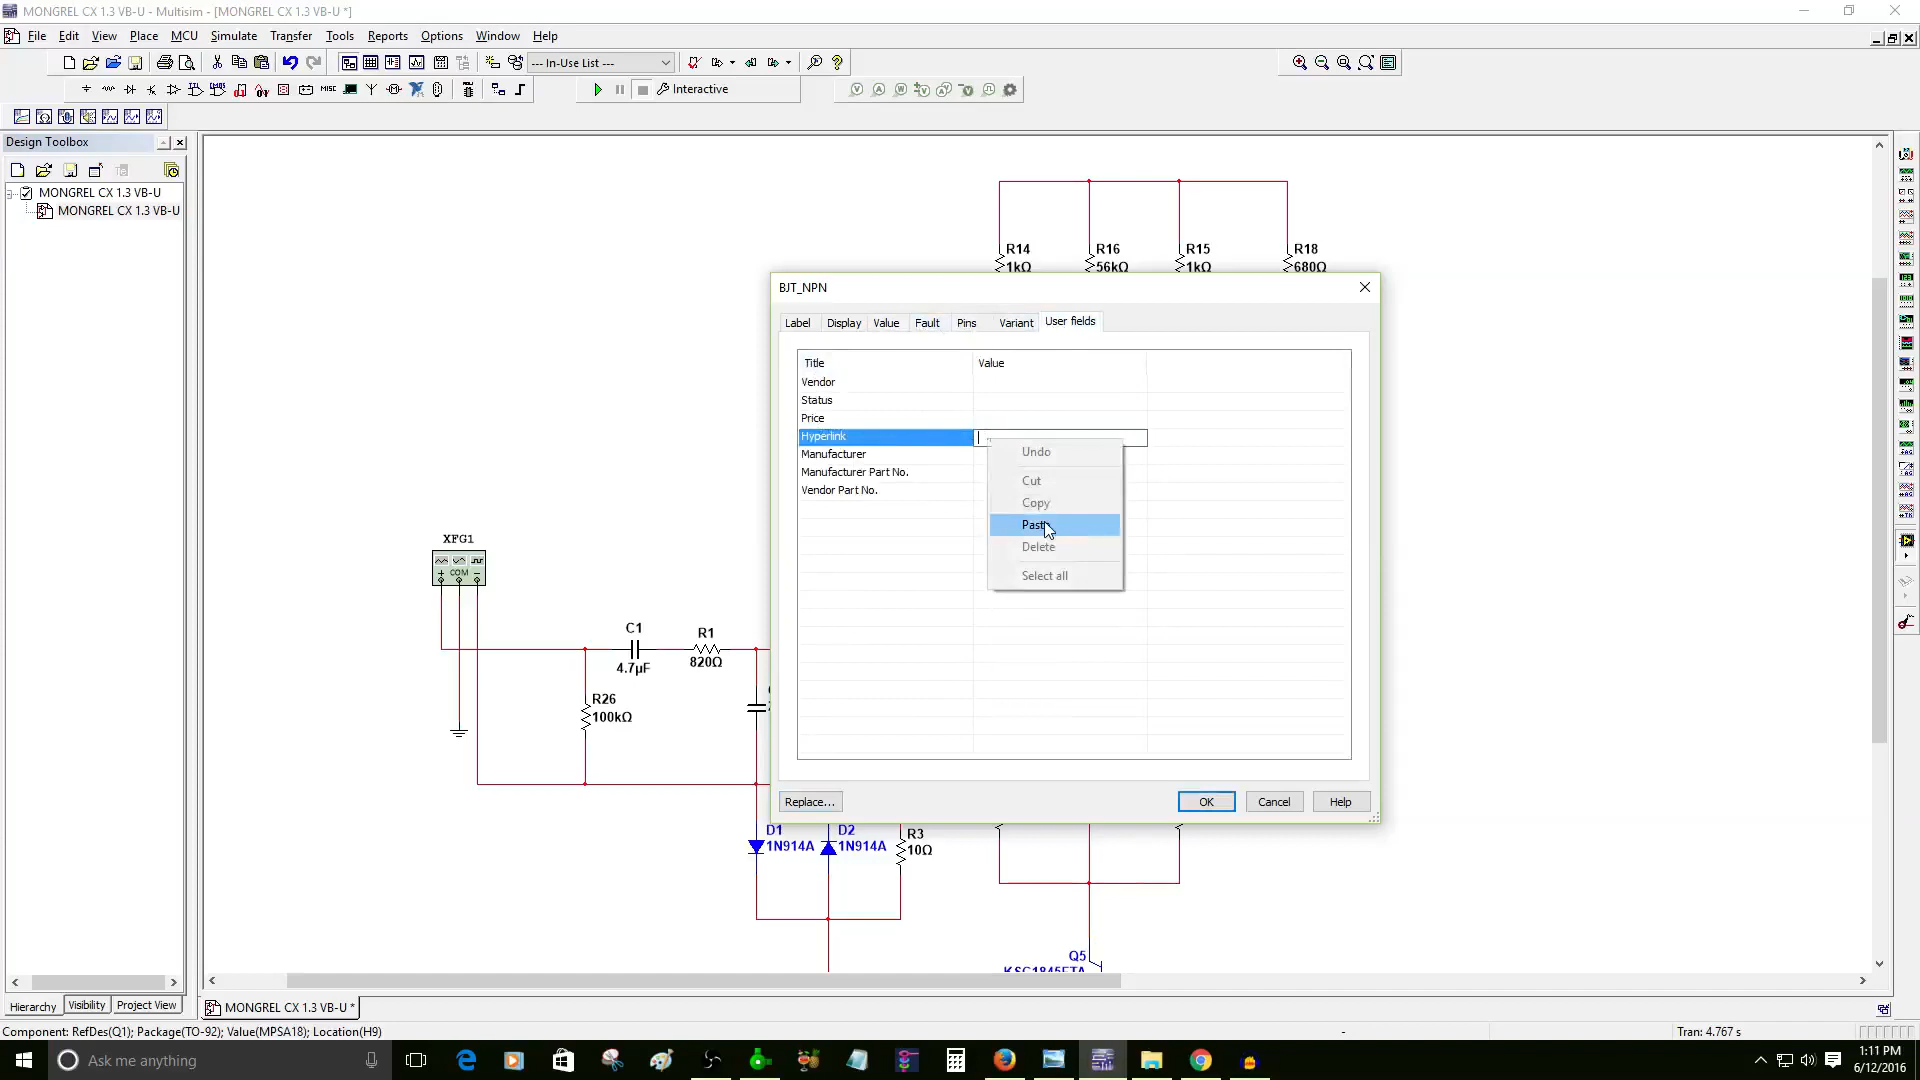 MONGREL CX 1.3 VB-U - Multisim - [MONGREL CX 1.3 VB-U *]
File Edit View Place MCU Simulate Transfer Tools Reports Options Window Help
--- In-Use List ---
MISC
Interactive
Design Toolbox
MONGREL CX 1.3 VB-U
MONGREL CX 1.3 VB-U
R14
1kΩ
R16
56kΩ
R15
1kΩ
R18
680Ω
BJT_NPN
Label Display Value Fault Pins Variant User fields
Title Value
Vendor
Status
Price
Hyperlink
Manufacturer
Manufacturer Part No.
Vendor Part No.
Undo
Cut
Copy
Paste
Delete
Select all
Replace... OK Cancel Help
XFG1
COM
C1
4.7µF
R1
820Ω
R26
100kΩ
D1
1N914A
D2
1N914A
R3
10Ω
Q5
KSC1845FTA
Hierarchy Visibility Project View
MONGREL CX 1.3 VB-U *
Component: RefDes(Q1); Package(TO-92); Value(MPSA18); Location(H9) - Tran: 4.767 s
Ask me anything
1:11 PM
6/12/2016